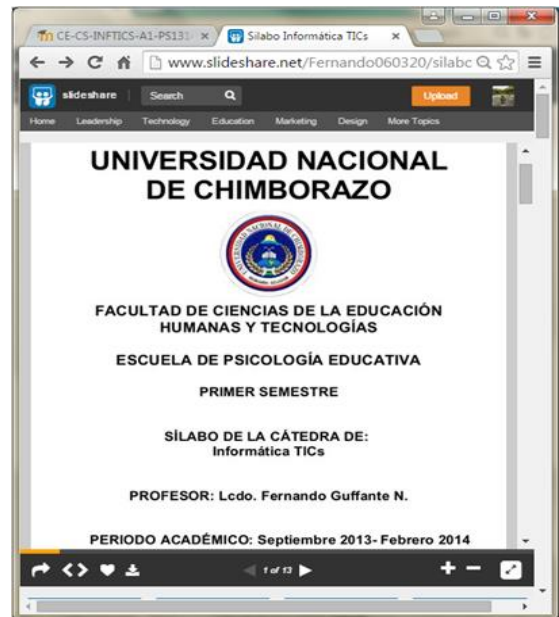 CE-CS-INFTICS-A1-PS131
Silabo Informática TICs
www.slideshare.net/Fernando060320/silabc
slideshare
Search
Upload
Home
Leadership
Technology
Education
Marketing
Design
More Topics
UNIVERSIDAD NACIONAL
DE CHIMBORAZO
FACULTAD DE CIENCIAS DE LA EDUCACIÓN
HUMANAS Y TECNOLOGÍAS
ESCUELA DE PSICOLOGÍA EDUCATIVA
PRIMER SEMESTRE
SÍLABO DE LA CÁTEDRA DE:
Informática TICs
PROFESOR: Lcdo. Fernando Guffante N.
PERIODO ACADÉMICO: Septiembre 2013- Febrero 2014
1 of 13